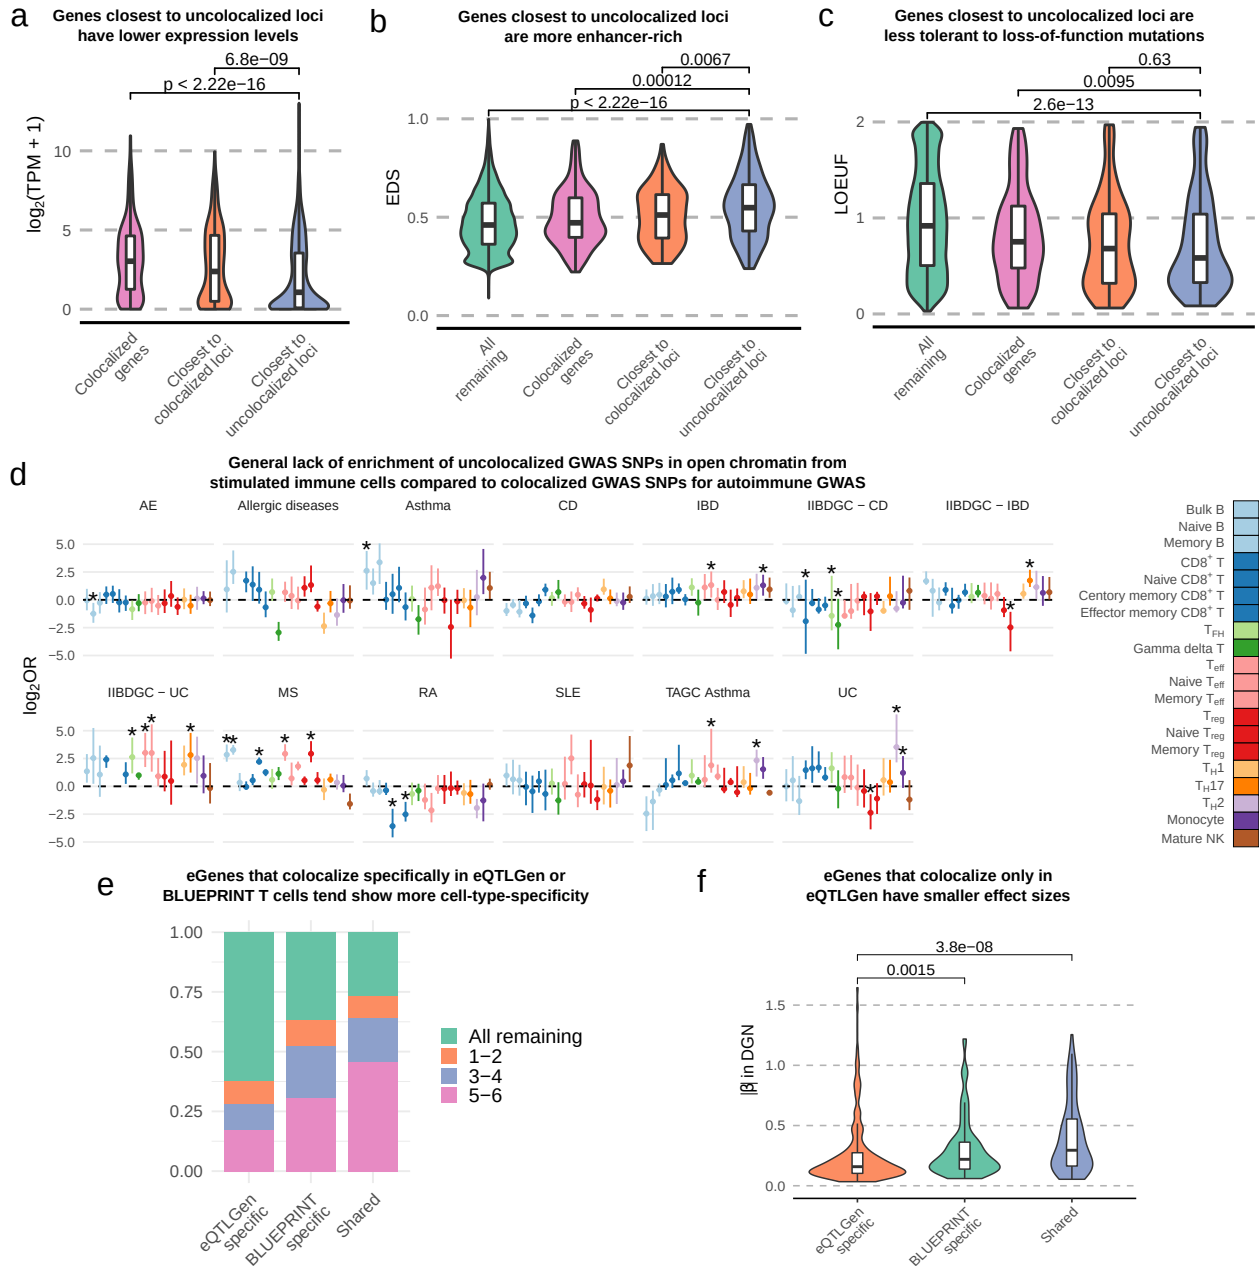 a
Genes closest to uncolocalized loci
have lower expression levels
6.8e−09
p < 2.22e−16
log2(TPM + 1)
10
5
0
Colocalized
genes
Closest to
colocalized loci
Closest to
uncolocalized loci
b
Genes closest to uncolocalized loci
are more enhancer-rich
0.0067
0.00012
p < 2.22e−16
EDS
1.0
0.5
0.0
All
remaining
Colocalized
genes
Closest to
colocalized loci
Closest to
uncolocalized loci
c
Genes closest to uncolocalized loci are
less tolerant to loss-of-function mutations
0.63
0.0095
2.6e−13
LOEUF
2
1
0
All
remaining
Colocalized
genes
Closest to
colocalized loci
Closest to
uncolocalized loci
d
General lack of enrichment of uncolocalized GWAS SNPs in open chromatin from
stimulated immune cells compared to colocalized GWAS SNPs for autoimmune GWAS
log2OR
AE
Allergic diseases
Asthma
CD
IBD
IIBDGC − CD
IIBDGC − IBD
5.0
2.5
0.0
−2.5
−5.0
* * * * * * * * *
IIBDGC − UC
MS
RA
SLE
TAGC Asthma
UC
5.0
2.5
0.0
−2.5
−5.0
* * * * * * * * * * * * * * * *
Bulk B
Naive B
Memory B
CD8+ T
Naive CD8+ T
Centory memory CD8+ T
Effector memory CD8+ T
TFH
Gamma delta T
Teff
Naive Teff
Memory Teff
Treg
Naive Treg
Memory Treg
TH1
TH17
TH2
Monocyte
Mature NK
e
eGenes that colocalize specifically in eQTLGen or
BLUEPRINT T cells tend show more cell-type-specificity
1.00
0.75
0.50
0.25
0.00
eQTLGen
specific
BLUEPRINT
specific
Shared
All remaining
1−2
3−4
5−6
f
eGenes that colocalize only in
eQTLGen have smaller effect sizes
3.8e−08
0.0015
|β| in DGN
1.5
1.0
0.5
0.0
eQTLGen
specific
BLUEPRINT
specific
Shared